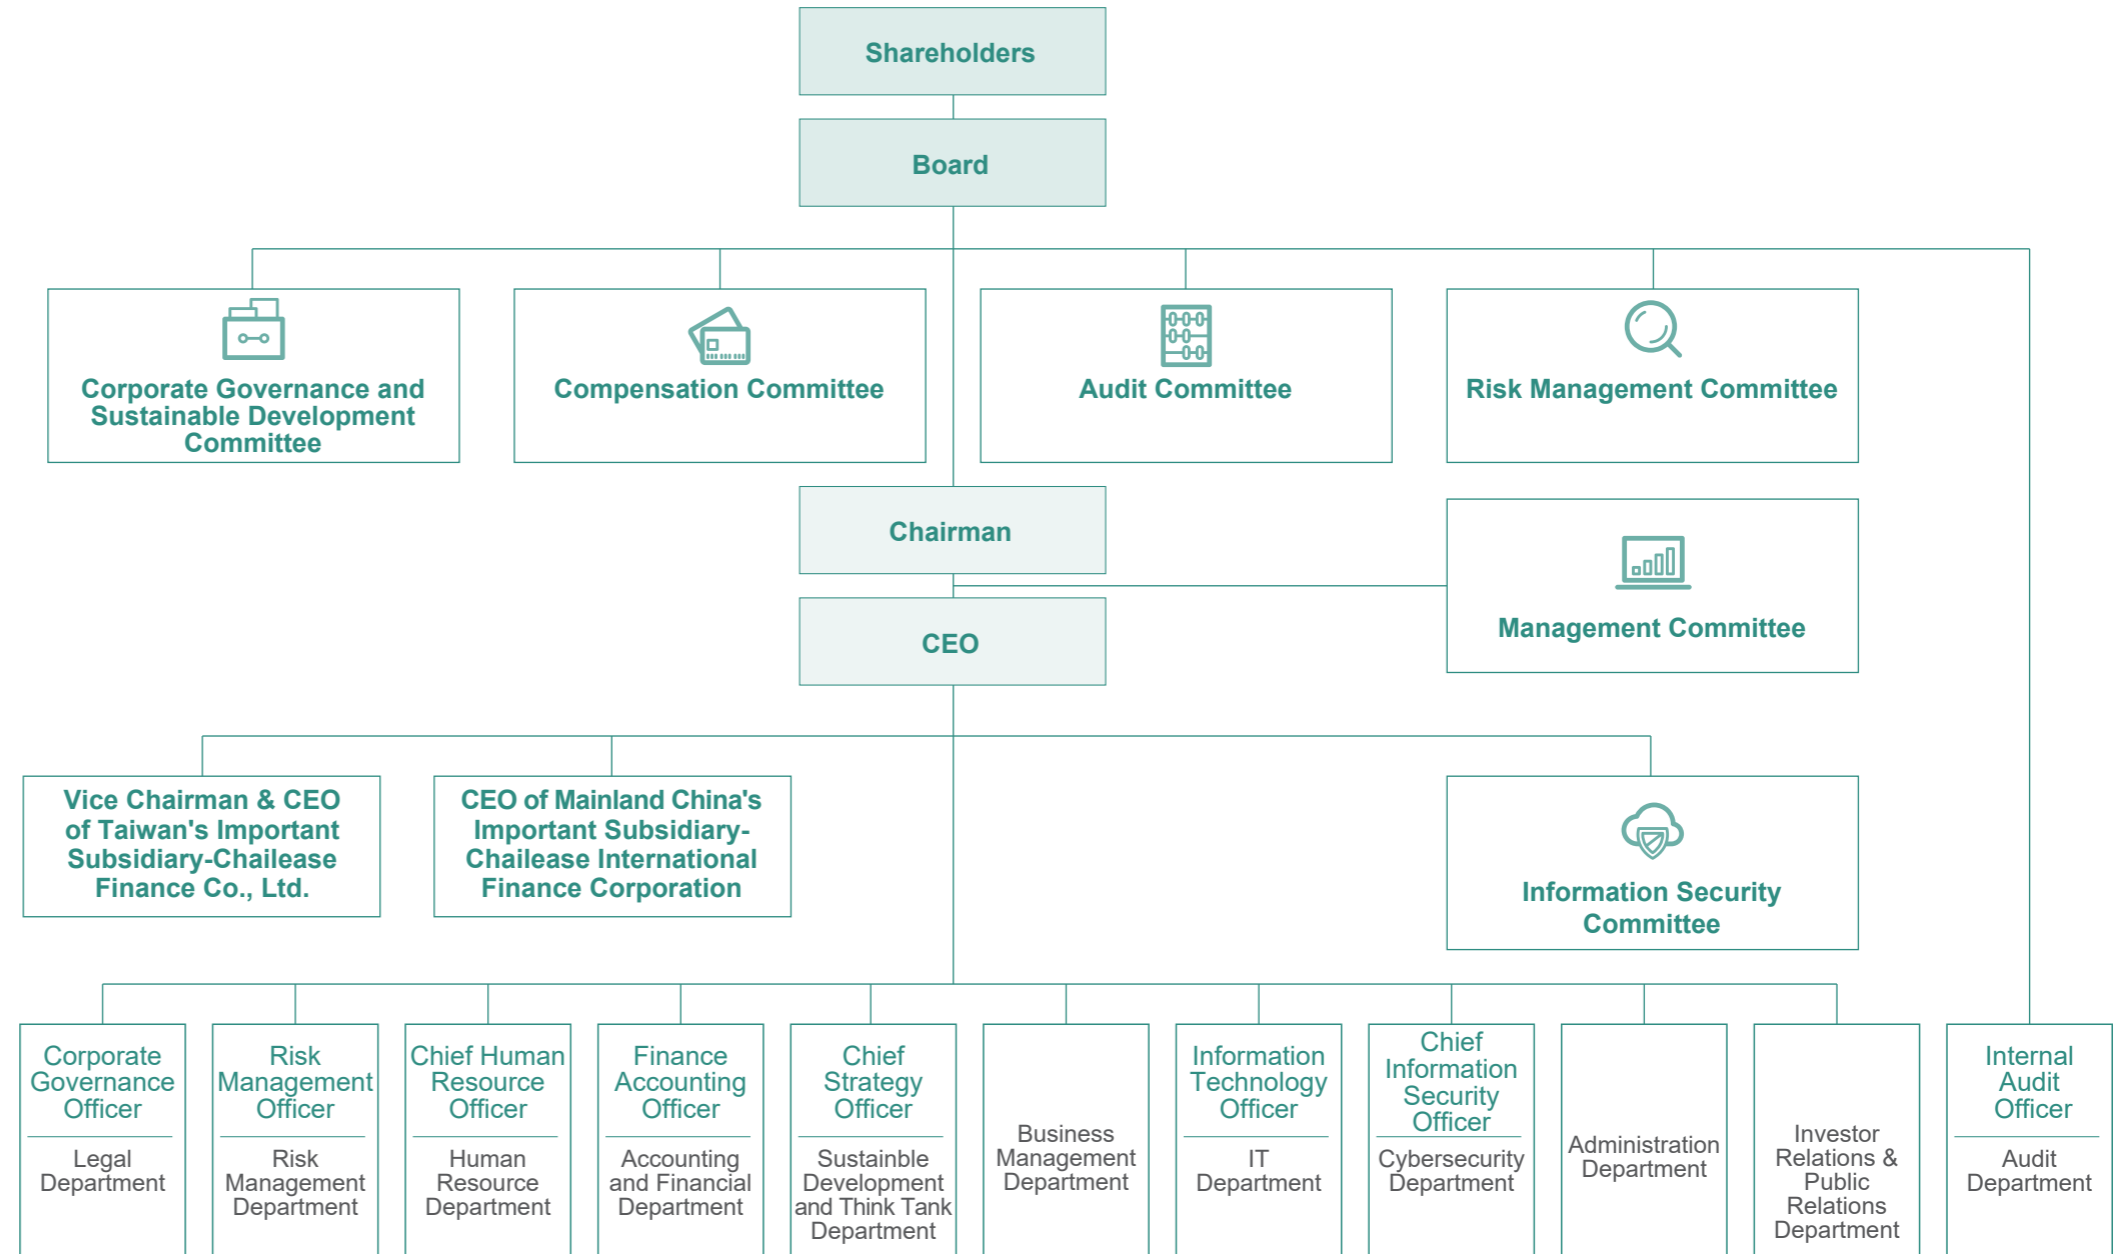 Shareholders
Board
Corporate Governance and
Sustainable Development
Committee
Compensation Committee
Audit Committee
Risk Management Committee
Chairman
Management Committee
CEO
Vice Chairman & CEO
of Taiwan's Important
Subsidiary-Chailease
Finance Co., Ltd.
CEO of Mainland China's
Important Subsidiary-
Chailease International
Finance Corporation
Information Security
Committee
Corporate
Governance
Officer
Legal
Department
Risk
Management
Officer
Risk
Management
Department
Chief Human
Resource
Officer
Human
Resource
Department
Finance
Accounting
Officer
Accounting
and Financial
Department
Chief
Strategy
Officer
Sustainble
Development
and Think Tank
Department
Business
Management
Department
Information
Technology
Officer
IT
Department
Chief
Information
Security
Officer
Cybersecurity
Department
Administration
Department
Investor
Relations &
Public
Relations
Department
Internal
Audit
Officer
Audit
Department